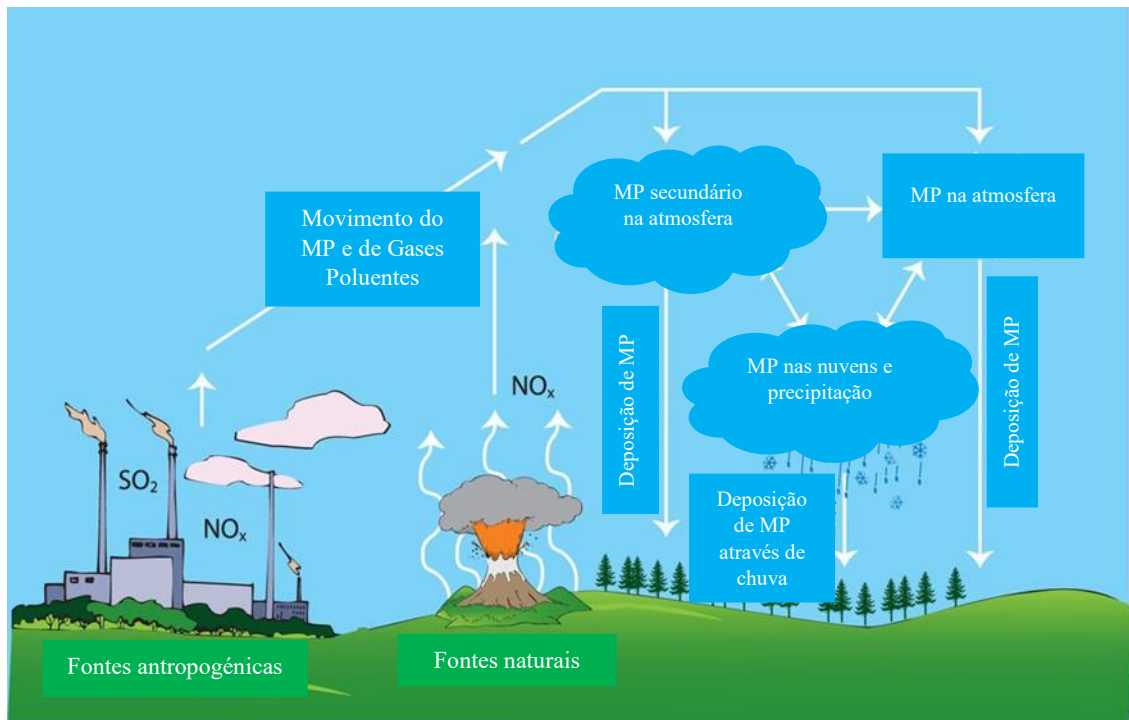 MP secundário
na atmosfera
MP na atmosfera
Movimento do
MP e de Gases
Poluentes
Deposição de MP
MP nas nuvens e
precipitação
Deposição de MP
NOₓ
SO₂
NOₓ
Deposição
de MP
através de
chuva
Fontes antropogénicas
Fontes naturais